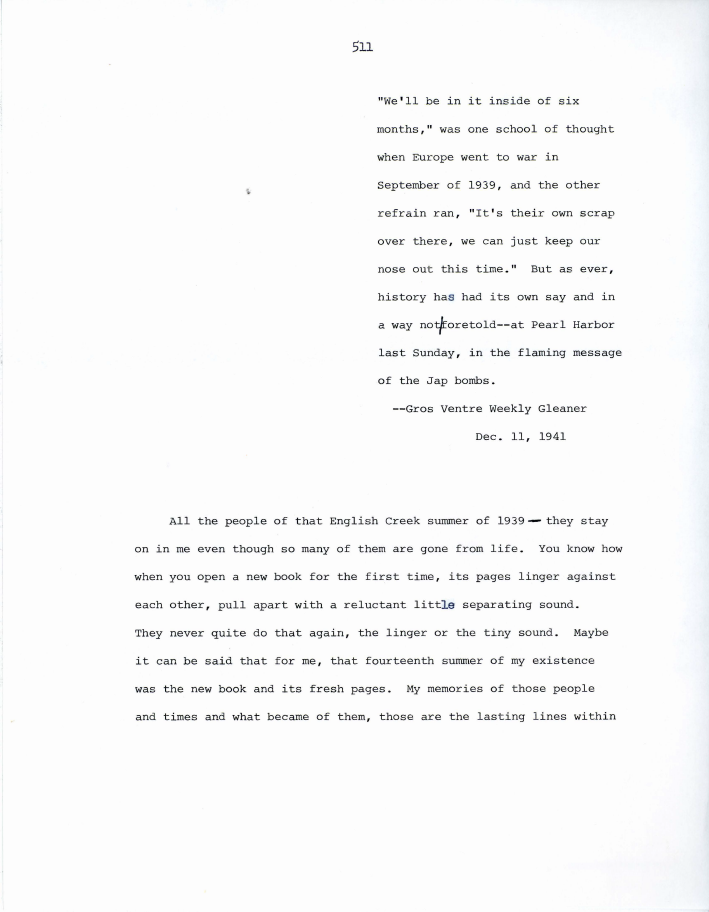 511
"We'll be in it inside of six
months," was one school of thought
when Europe went to war in
September of 1939, and the other
refrain ran, "It's their own scrap
over there, we can just keep our
nose out this time." But as ever,
history has had its own say and in
a way not foretold--at Pearl Harbor
last Sunday, in the flaming message
of the Jap bombs.
--Gros Ventre Weekly Gleaner
Dec. 11, 1941
All the people of that English Creek summer of 1939 — they stay
on in me even though so many of them are gone from life. You know how
when you open a new book for the first time, its pages linger against
each other, pull apart with a reluctant little separating sound.
They never quite do that again, the linger or the tiny sound. Maybe
it can be said that for me, that fourteenth summer of my existence
was the new book and its fresh pages. My memories of those people
and times and what became of them, those are the lasting lines within